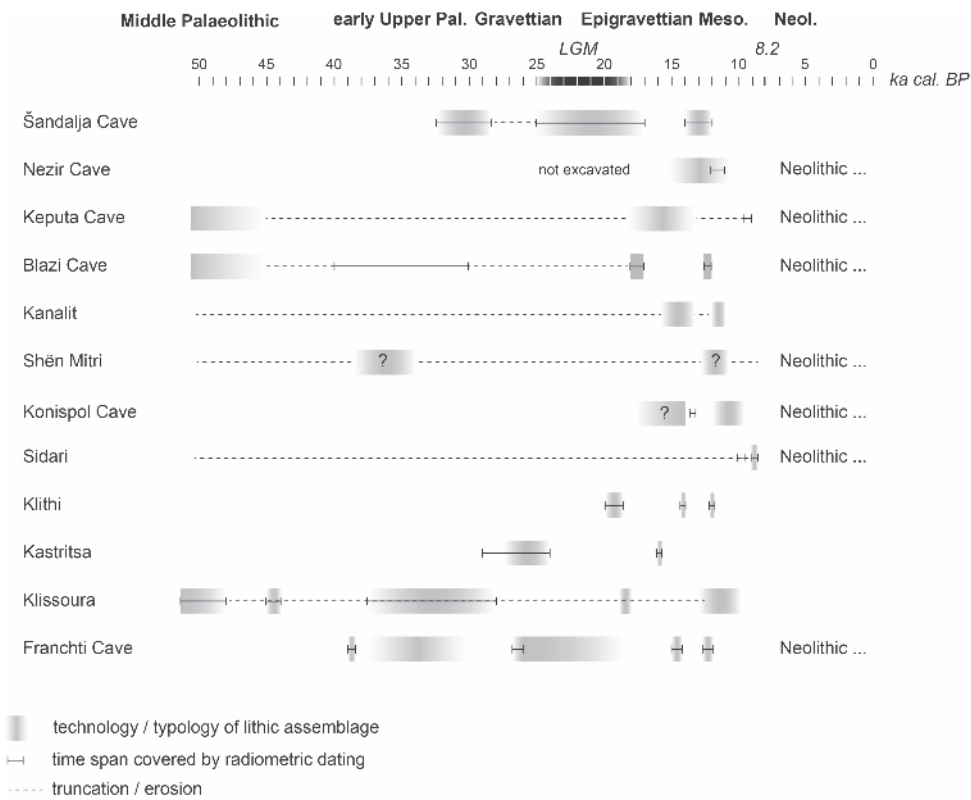 Middle Palaeolithic early Upper Pal. Gravettian Epigravettian Meso. Neol.
LGM 8.2
50 45 40 35 30 25 20 15 10 5 0 ka cal. BP
Šandalja Cave
Nezir Cave not excavated Neolithic ...
Keputa Cave Neolithic ...
Blazi Cave Neolithic ...
Kanalit
Shën Mitri ? ? Neolithic ...
Konispol Cave ? Neolithic ...
Sidari Neolithic ...
Klithi
Kastritsa
Klissoura
Franchti Cave Neolithic ...
technology / typology of lithic assemblage
time span covered by radiometric dating
truncation / erosion